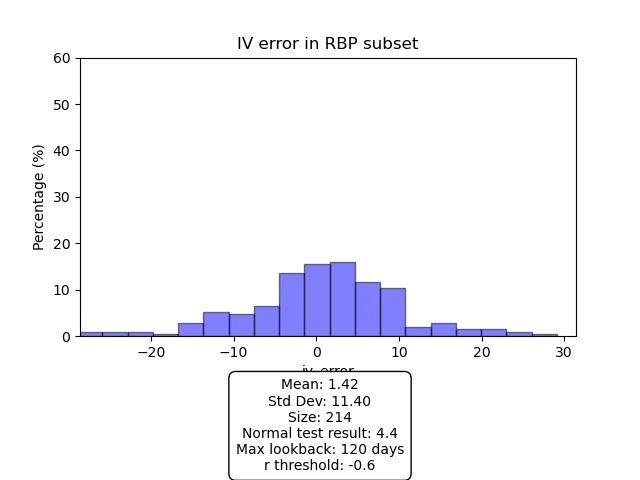 IV error in RBP subset
60
50
40
30
20
10
0
Percentage (%)
−20
−10
0
10
20
30
iv_error
Mean: 1.42
Std Dev: 11.40
Size: 214
Normal test result: 4.4
Max lookback: 120 days
r threshold: -0.6